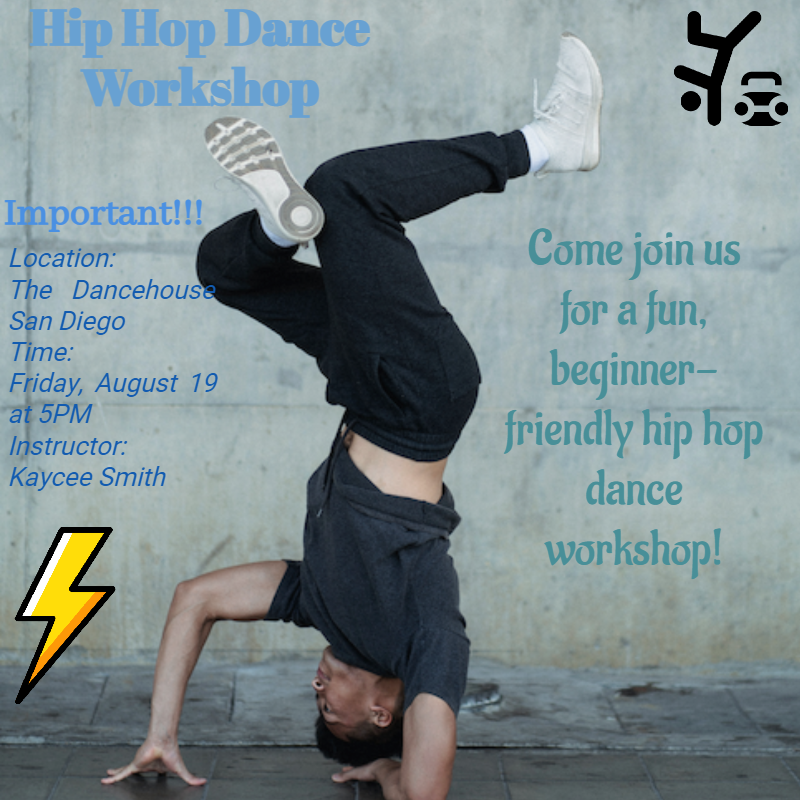 Hip Hop Dance
Workshop
Important!!!
Location:
The Dancehouse
San Diego
Time:
Friday, August 19
at 5PM
Instructor:
Kaycee Smith
Come join us
for a fun,
beginner-
friendly hip hop
dance
workshop!